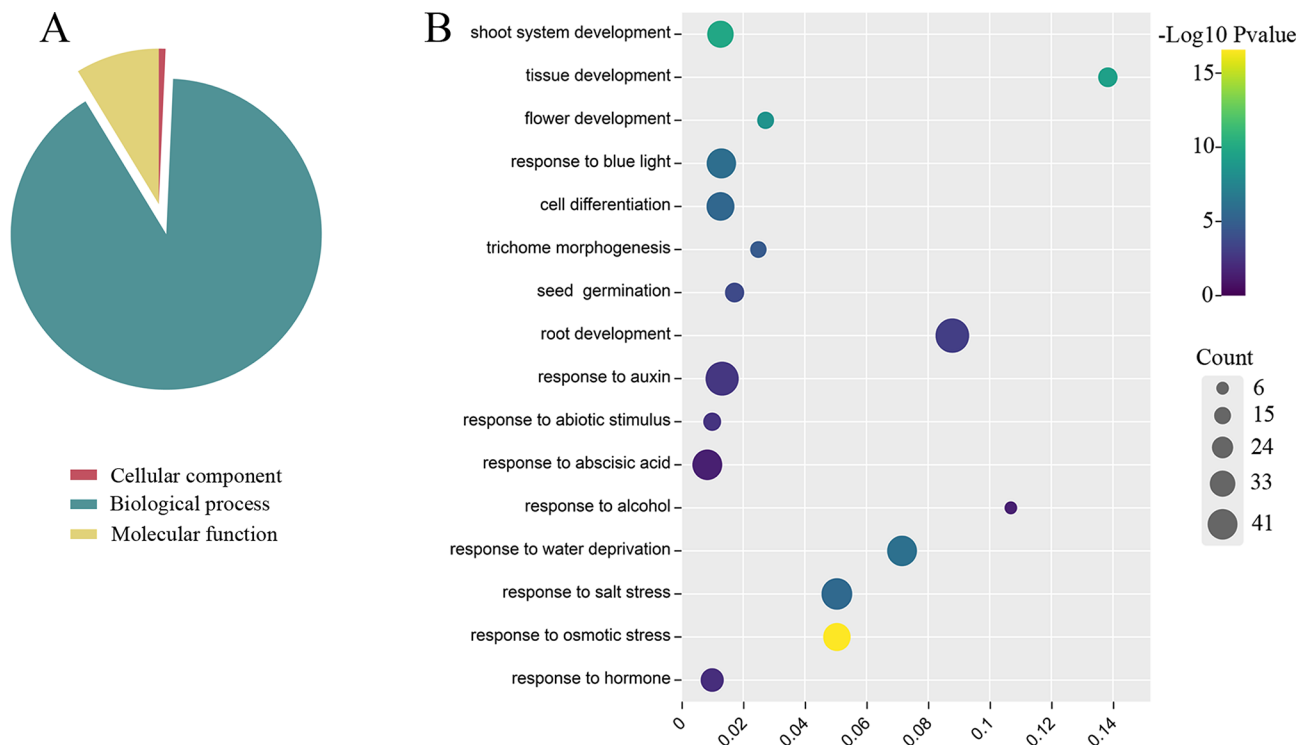 A
Cellular component
Biological process
Molecular function
B
shoot system development
tissue development
flower development
response to blue light
cell differentiation
trichome morphogenesis
seed  germination
root development
response to auxin
response to abiotic stimulus
response to abscisic acid
response to alcohol
response to water deprivation
response to salt stress
response to osmotic stress
response to hormone
0
0.02
0.04
0.06
0.08
0.1
0.12
0.14
-Log10 Pvalue
15
10
5
0
Count
6
15
24
33
41